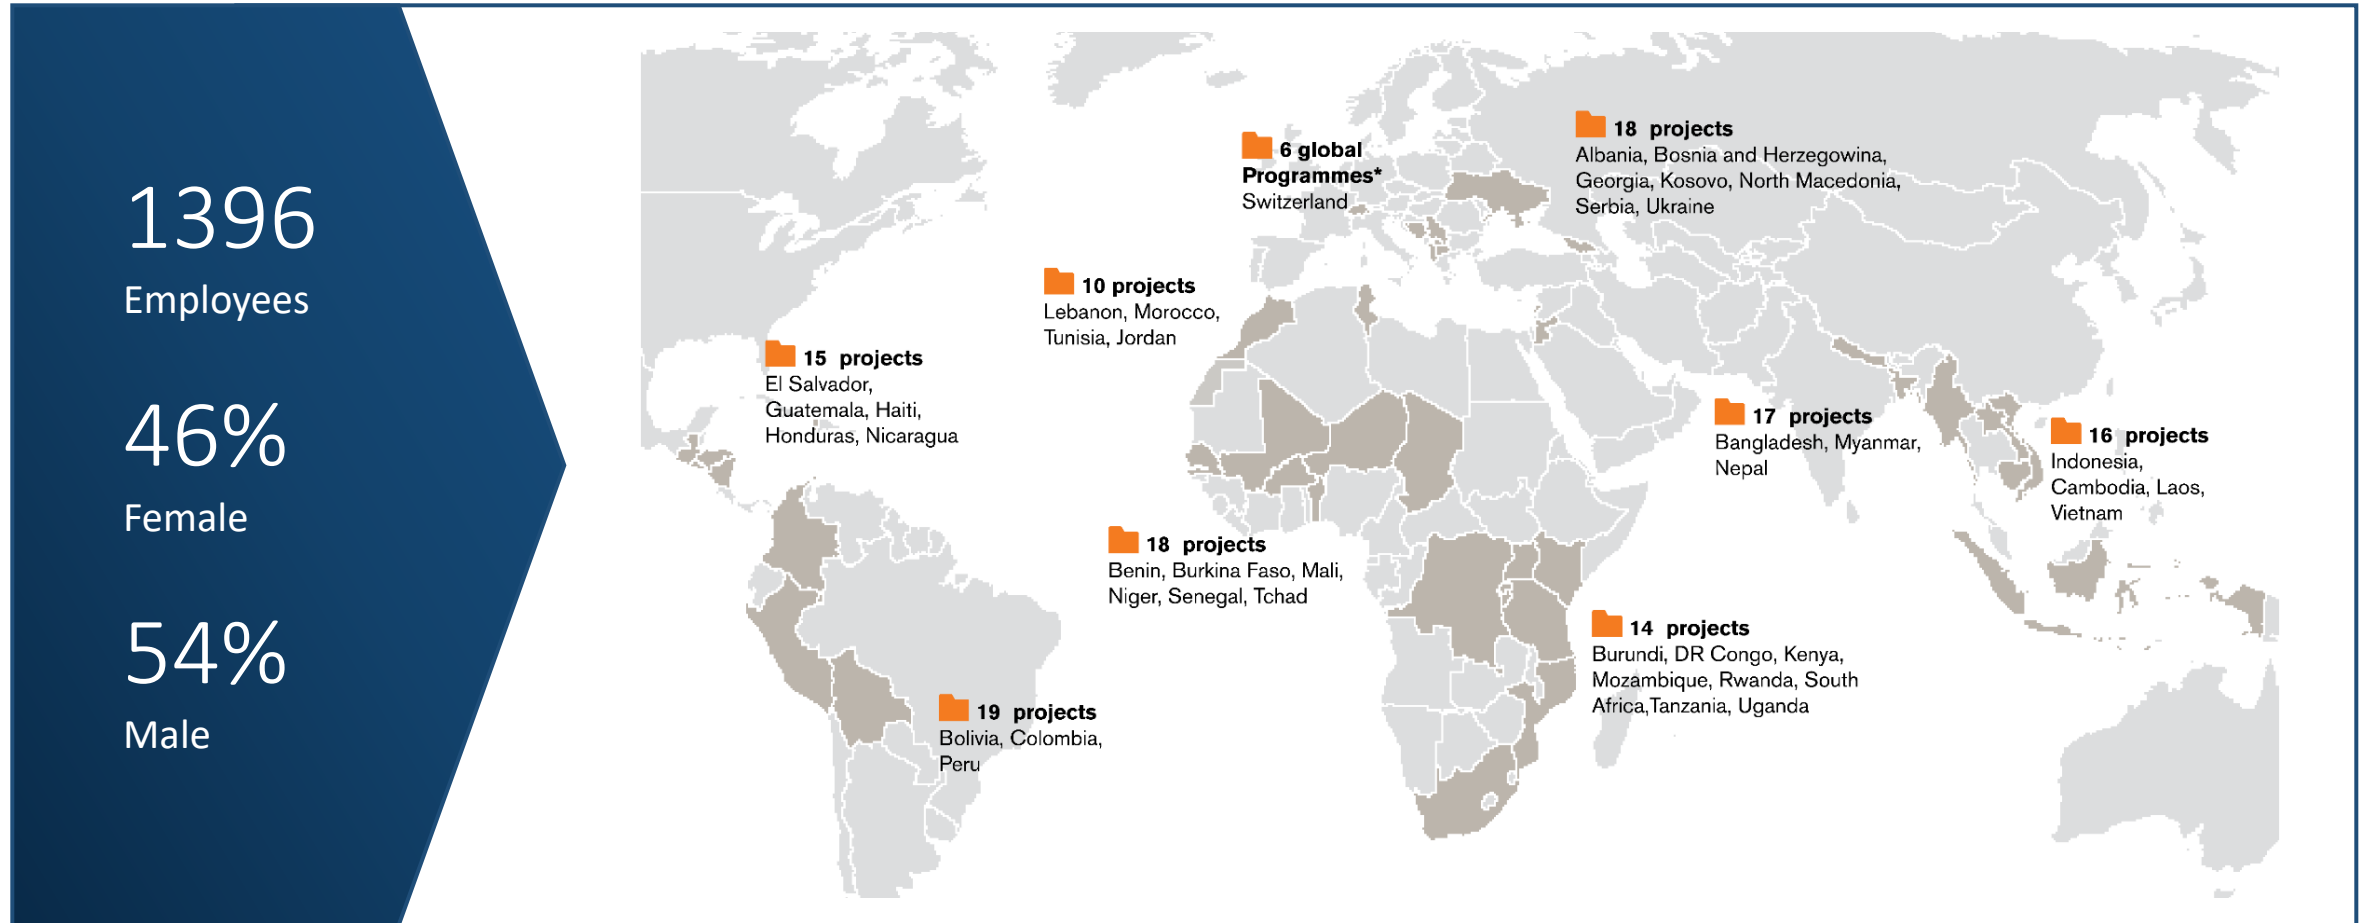 1396
Employees
46%
Female
54%
Male
6 global
Programmes*
Switzerland
18 projects
Albania, Bosnia and Herzegowina,
Georgia, Kosovo, North Macedonia,
Serbia, Ukraine
10 projects
Lebanon, Morocco,
Tunisia, Jordan
15 projects
El Salvador,
Guatemala, Haiti,
Honduras, Nicaragua
17 projects
Bangladesh, Myanmar,
Nepal
16 projects
Indonesia,
Cambodia, Laos,
Vietnam
18 projects
Benin, Burkina Faso, Mali,
Niger, Senegal, Tchad
14 projects
Burundi, DR Congo, Kenya,
Mozambique, Rwanda, South
Africa,Tanzania, Uganda
19 projects
Bolivia, Colombia,
Peru